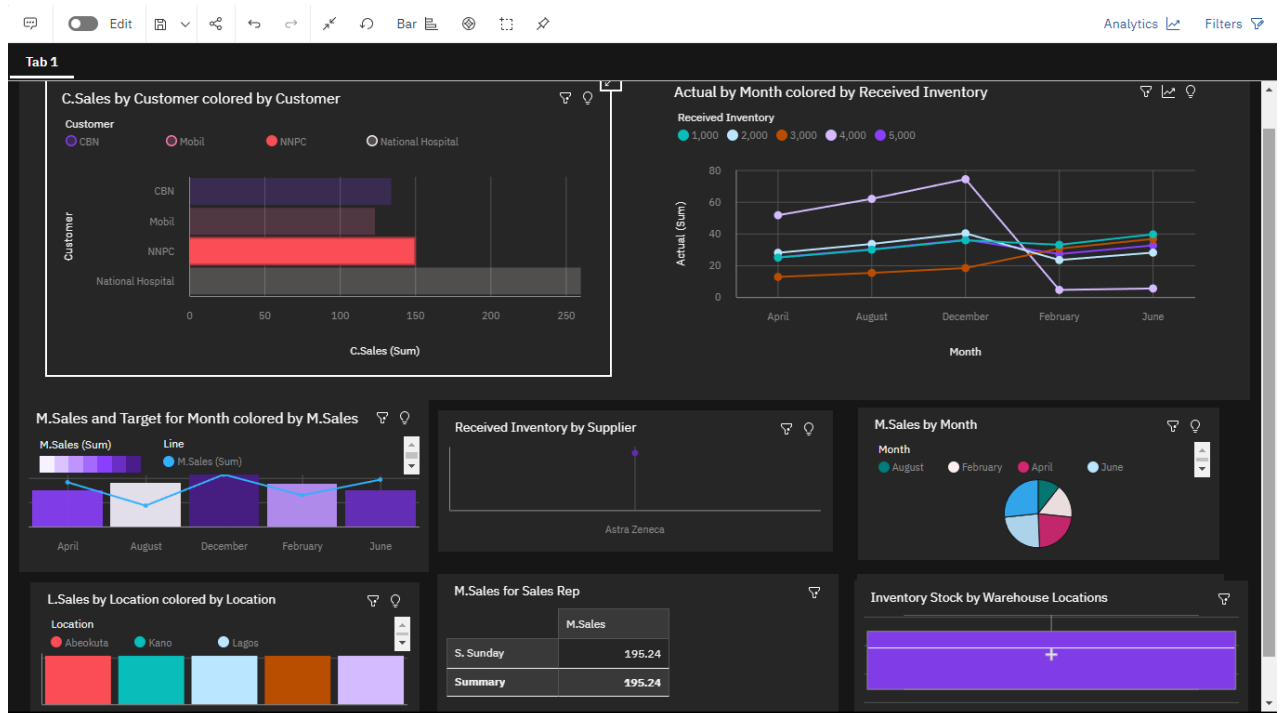 Edit
Bar
Analytics
Filters
Tab 1
C.Sales by Customer colored by Customer
Customer
CBN
Mobil
NNPC
National Hospital
Customer
CBN
Mobil
NNPC
National Hospital
0
50
100
150
200
250
C.Sales (Sum)
Actual by Month colored by Received Inventory
Received Inventory
1,000
2,000
3,000
4,000
5,000
Actual (Sum)
80
60
40
20
0
April
August
December
February
June
Month
M.Sales and Target for Month colored by M.Sales
M.Sales (Sum)
Line
M.Sales (Sum)
April
August
December
February
June
Received Inventory by Supplier
Astra Zeneca
M.Sales by Month
Month
August
February
April
June
L.Sales by Location colored by Location
Location
Abeokuta
Kano
Lagos
M.Sales for Sales Rep
M.Sales
S. Sunday 195.24
Summary 195.24
Inventory Stock by Warehouse Locations